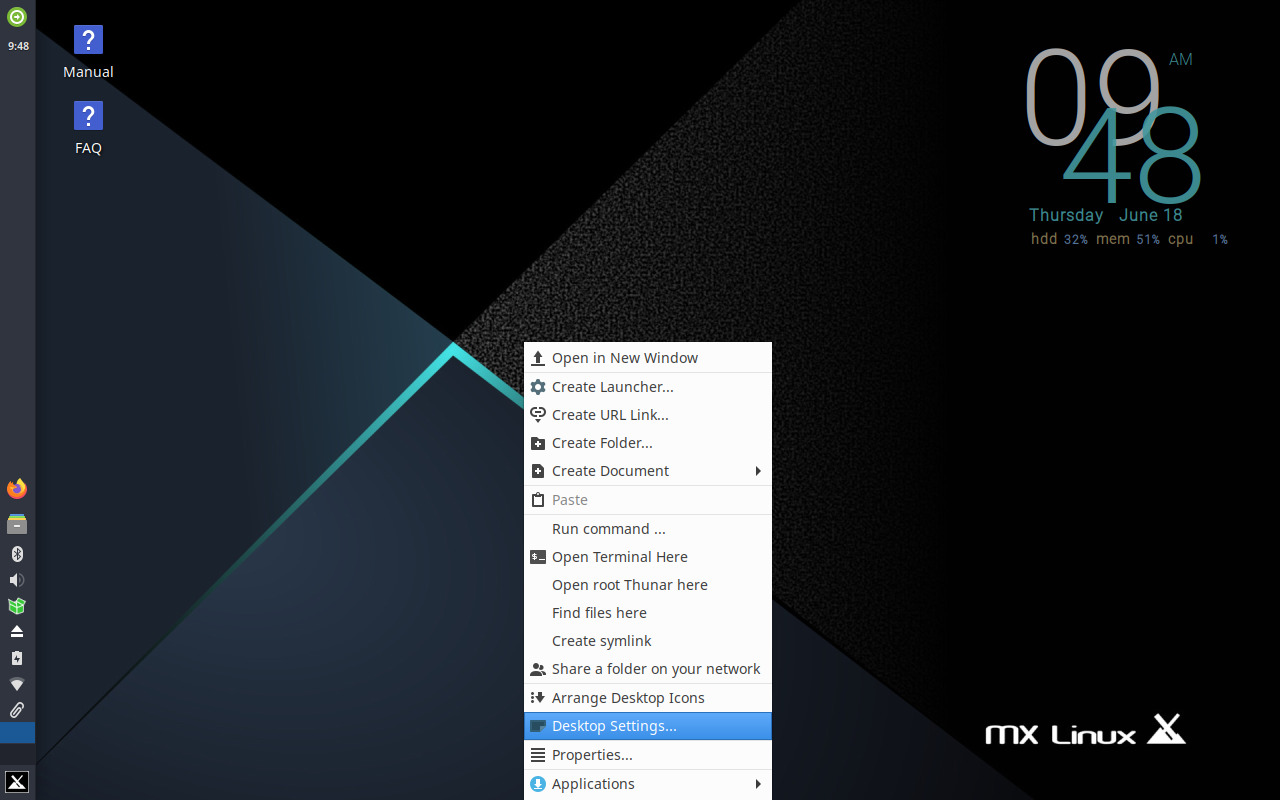 9:48
Manual
FAQ
09 AM
48
Thursday June 18
hdd 32% mem 51% cpu 1%
Open in New Window
Create Launcher...
Create URL Link...
Create Folder...
Create Document
Paste
Run command ...
Open Terminal Here
Open root Thunar here
Find files here
Create symlink
Share a folder on your network
Arrange Desktop Icons
Desktop Settings...
Properties...
Applications
MX Linux